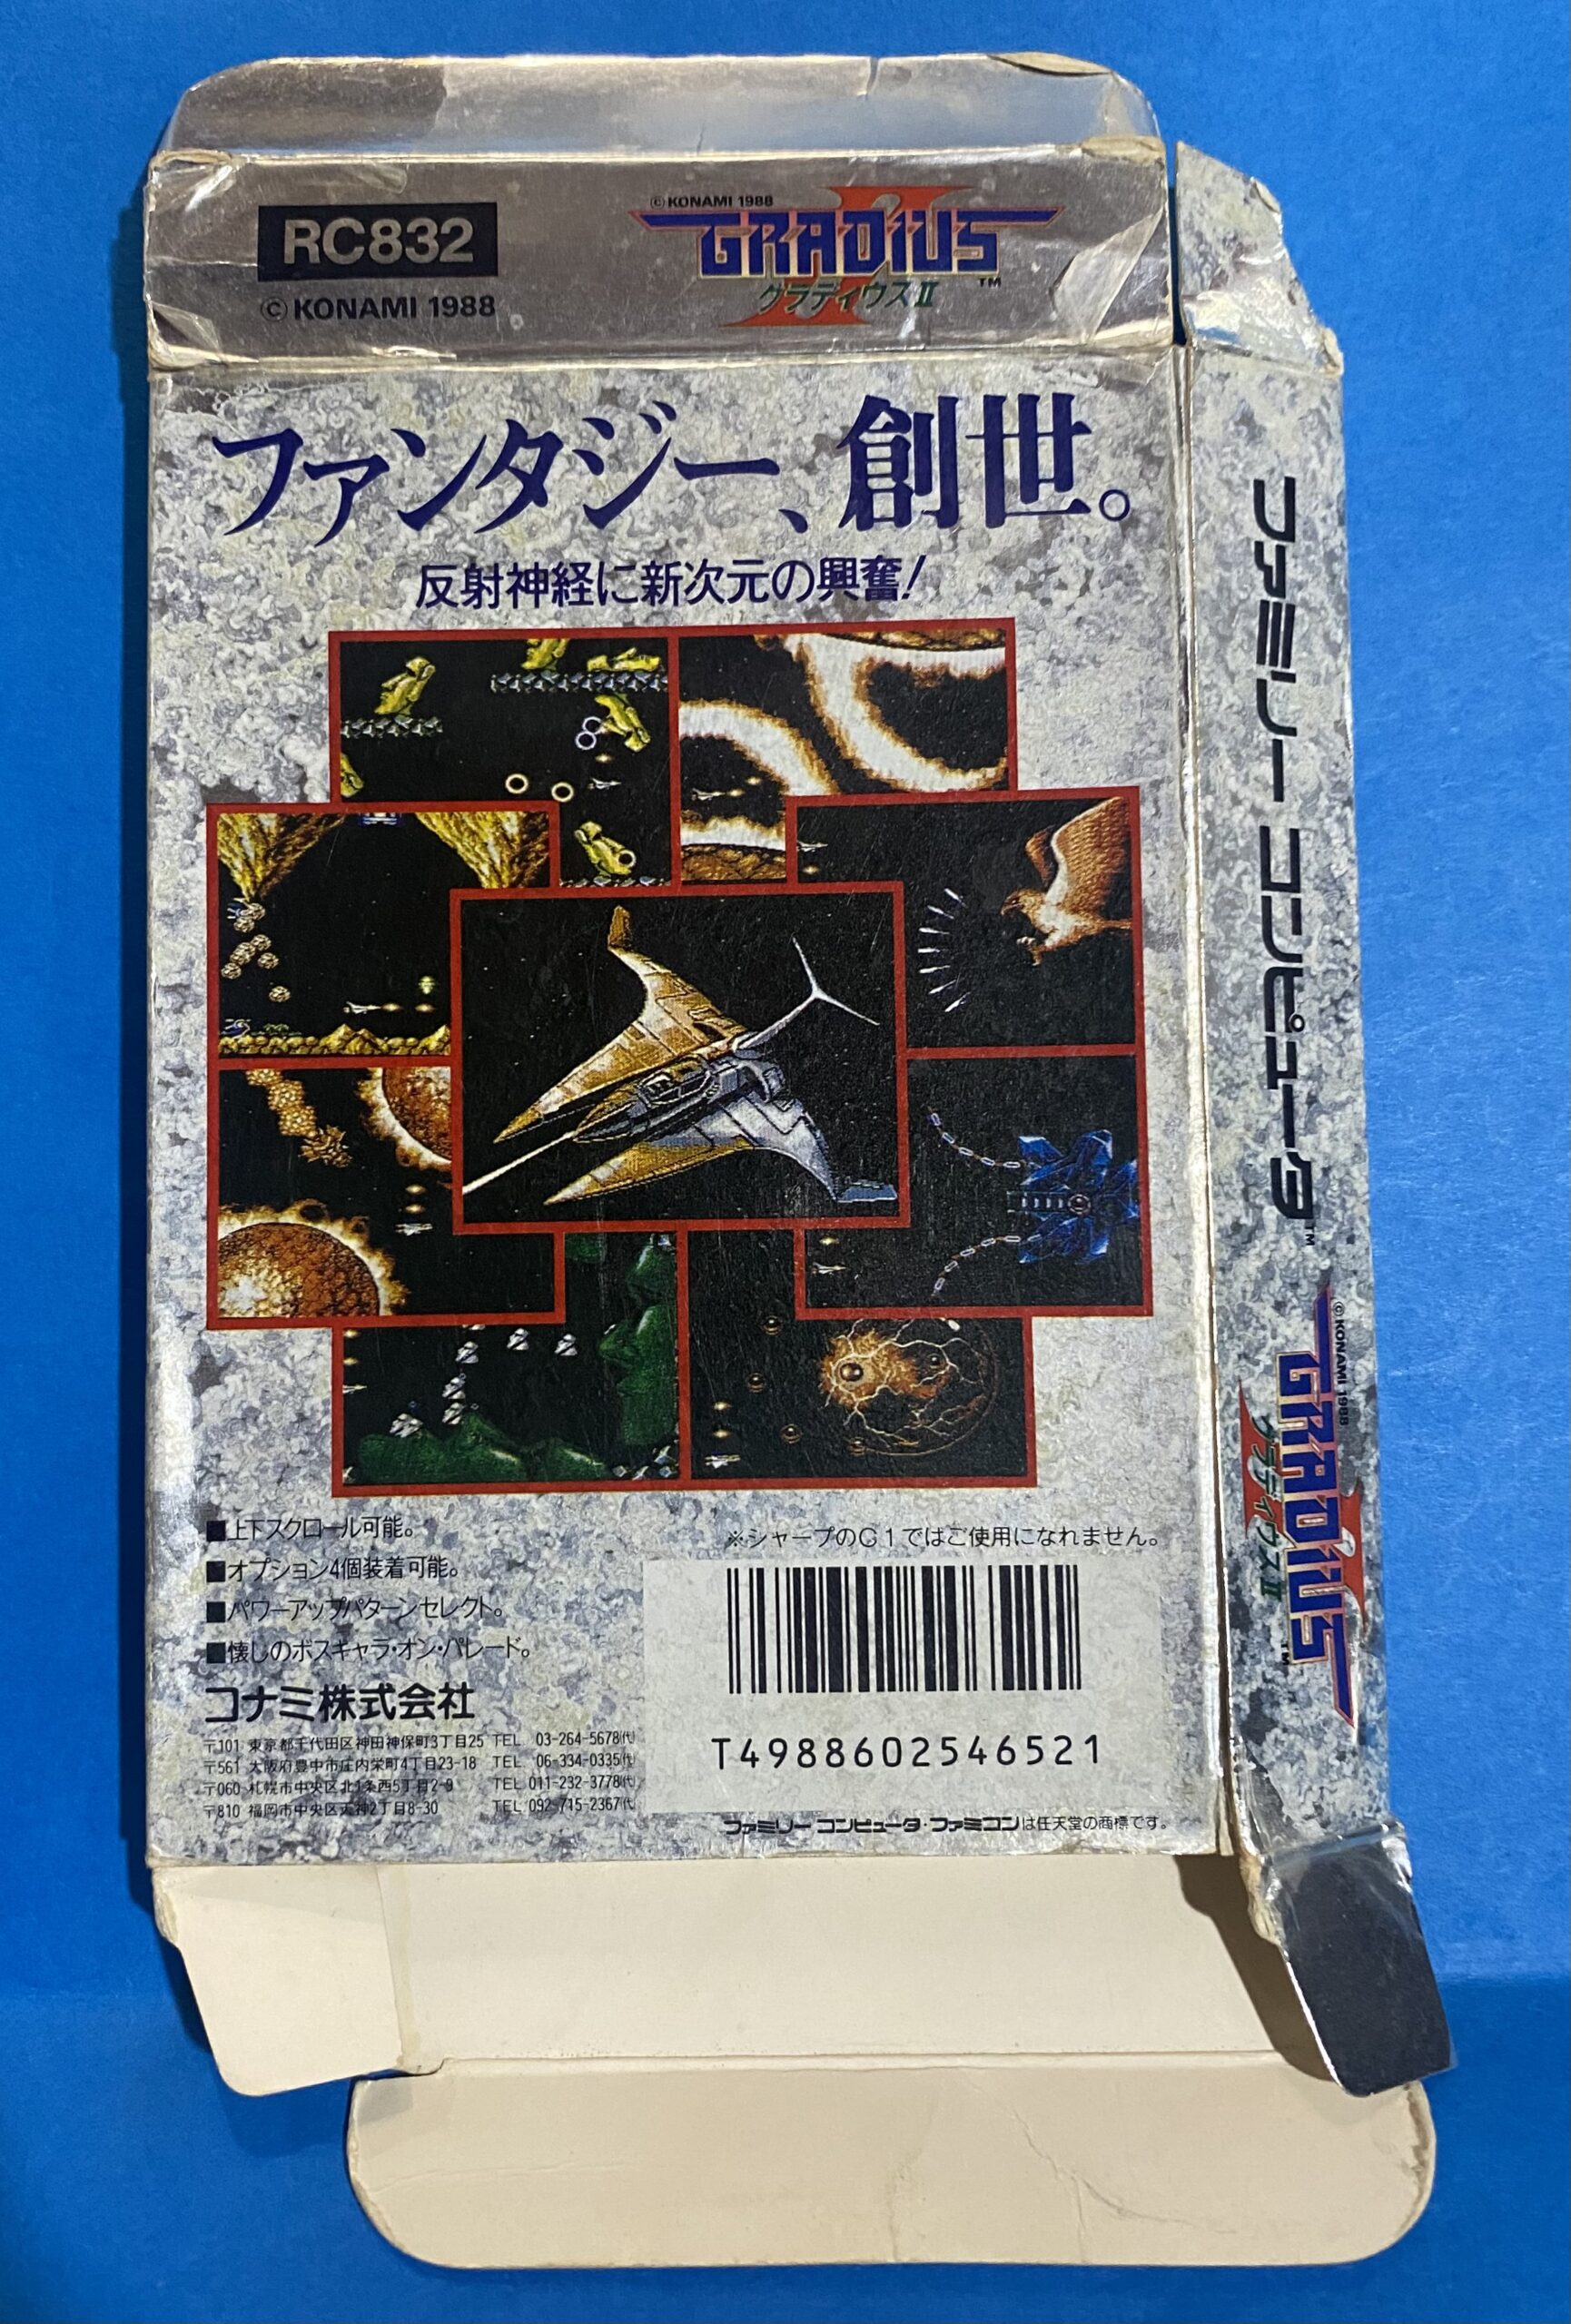 RC832
© KONAMI 1988
© KONAMI 1988
GRADIUS II
™
グラディウスⅡ
ファンタジー、創世。
反射神経に新次元の興奮!
■上下スクロール可能。
■オプション4個装着可能。
■パワーアップパターンセレクト。
■懐しのボスキャラ・オン・パレード。
コナミ株式会社
〒101 東京都千代田区神田神保町3丁目25 TEL 03-264-5678㈹
〒561 大阪府豊中市庄内栄町4丁目23-18 TEL 06-334-0335㈹
〒060 札幌市中央区北1条西5丁目2-9 TEL 011-232-3778㈹
〒810 福岡市中央区天神2丁目8-30 TEL 092-715-2367㈹
※シャープのC1ではご使用になれません。
T4988602546521
ファミリーコンピュータ・ファミコンは任天堂の商標です。
ファミリーコンピュータ™
© KONAMI 1988
GRADIUS II
™
グラディウスⅡ